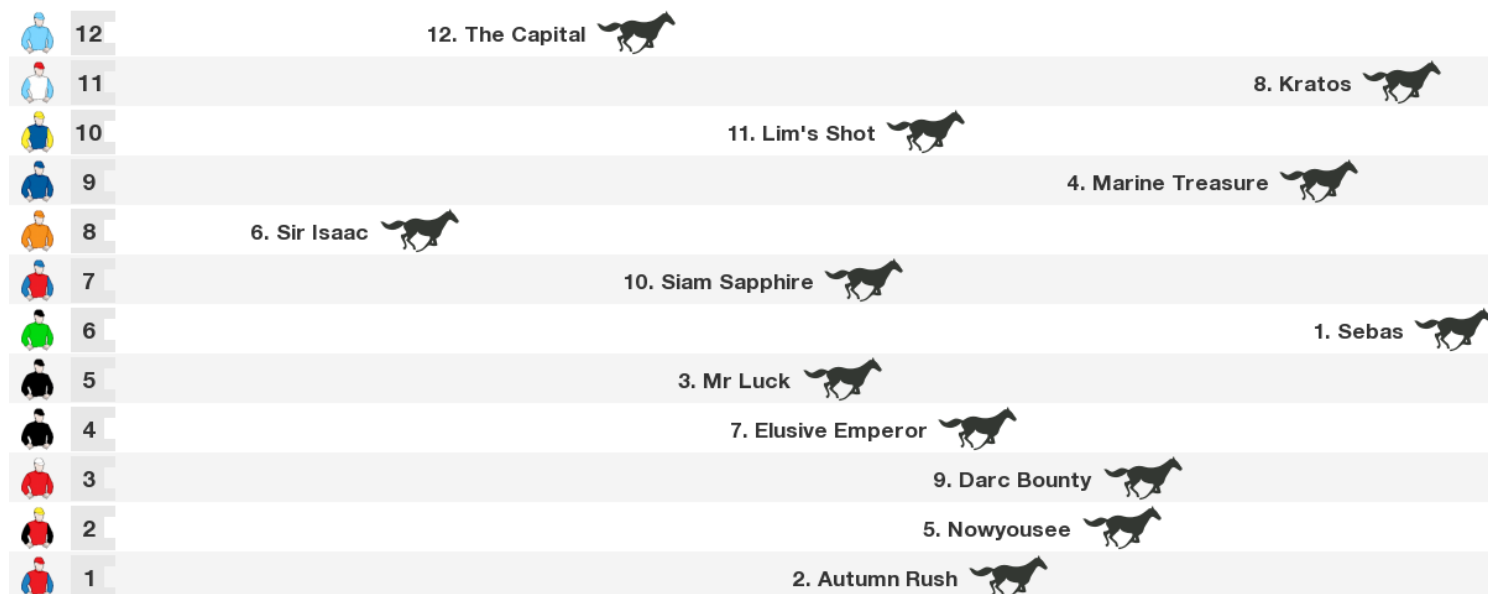 12 12. The Capital
11 8. Kratos
10 11. Lim's Shot
9 4. Marine Treasure
8 6. Sir Isaac
7 10. Siam Sapphire
6 1. Sebas
5 3. Mr Luck
4 7. Elusive Emperor
3 9. Darc Bounty
2 5. Nowyousee
1 2. Autumn Rush